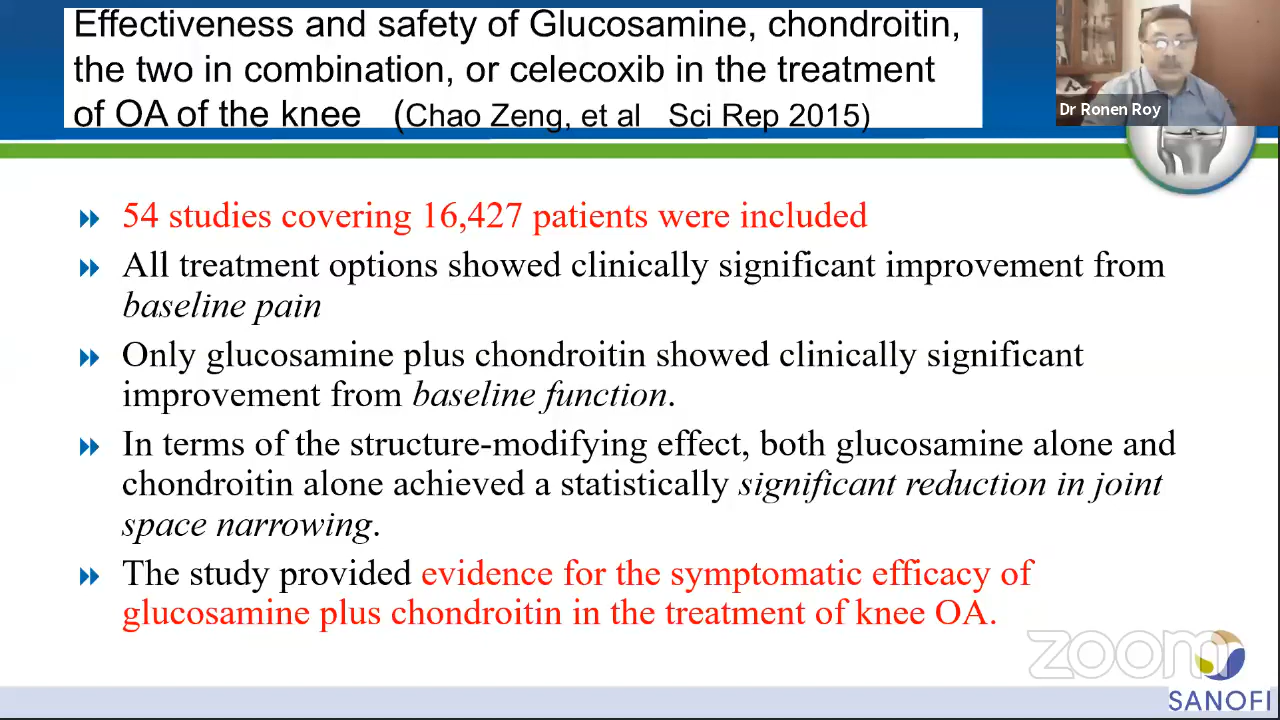 Effectiveness and safety of Glucosamine, chondroitin,
the two in combination, or celecoxib in the treatment
of OA of the knee (Chao Zeng, et al Sci Rep 2015)
Dr Ronen Roy
54 studies covering 16,427 patients were included
All treatment options showed clinically significant improvement from
baseline pain
Only glucosamine plus chondroitin showed clinically significant
improvement from baseline function.
In terms of the structure-modifying effect, both glucosamine alone and
chondroitin alone achieved a statistically significant reduction in joint
space narrowing.
The study provided evidence for the symptomatic efficacy of
glucosamine plus chondroitin in the treatment of knee OA.
zoom
SANOFI